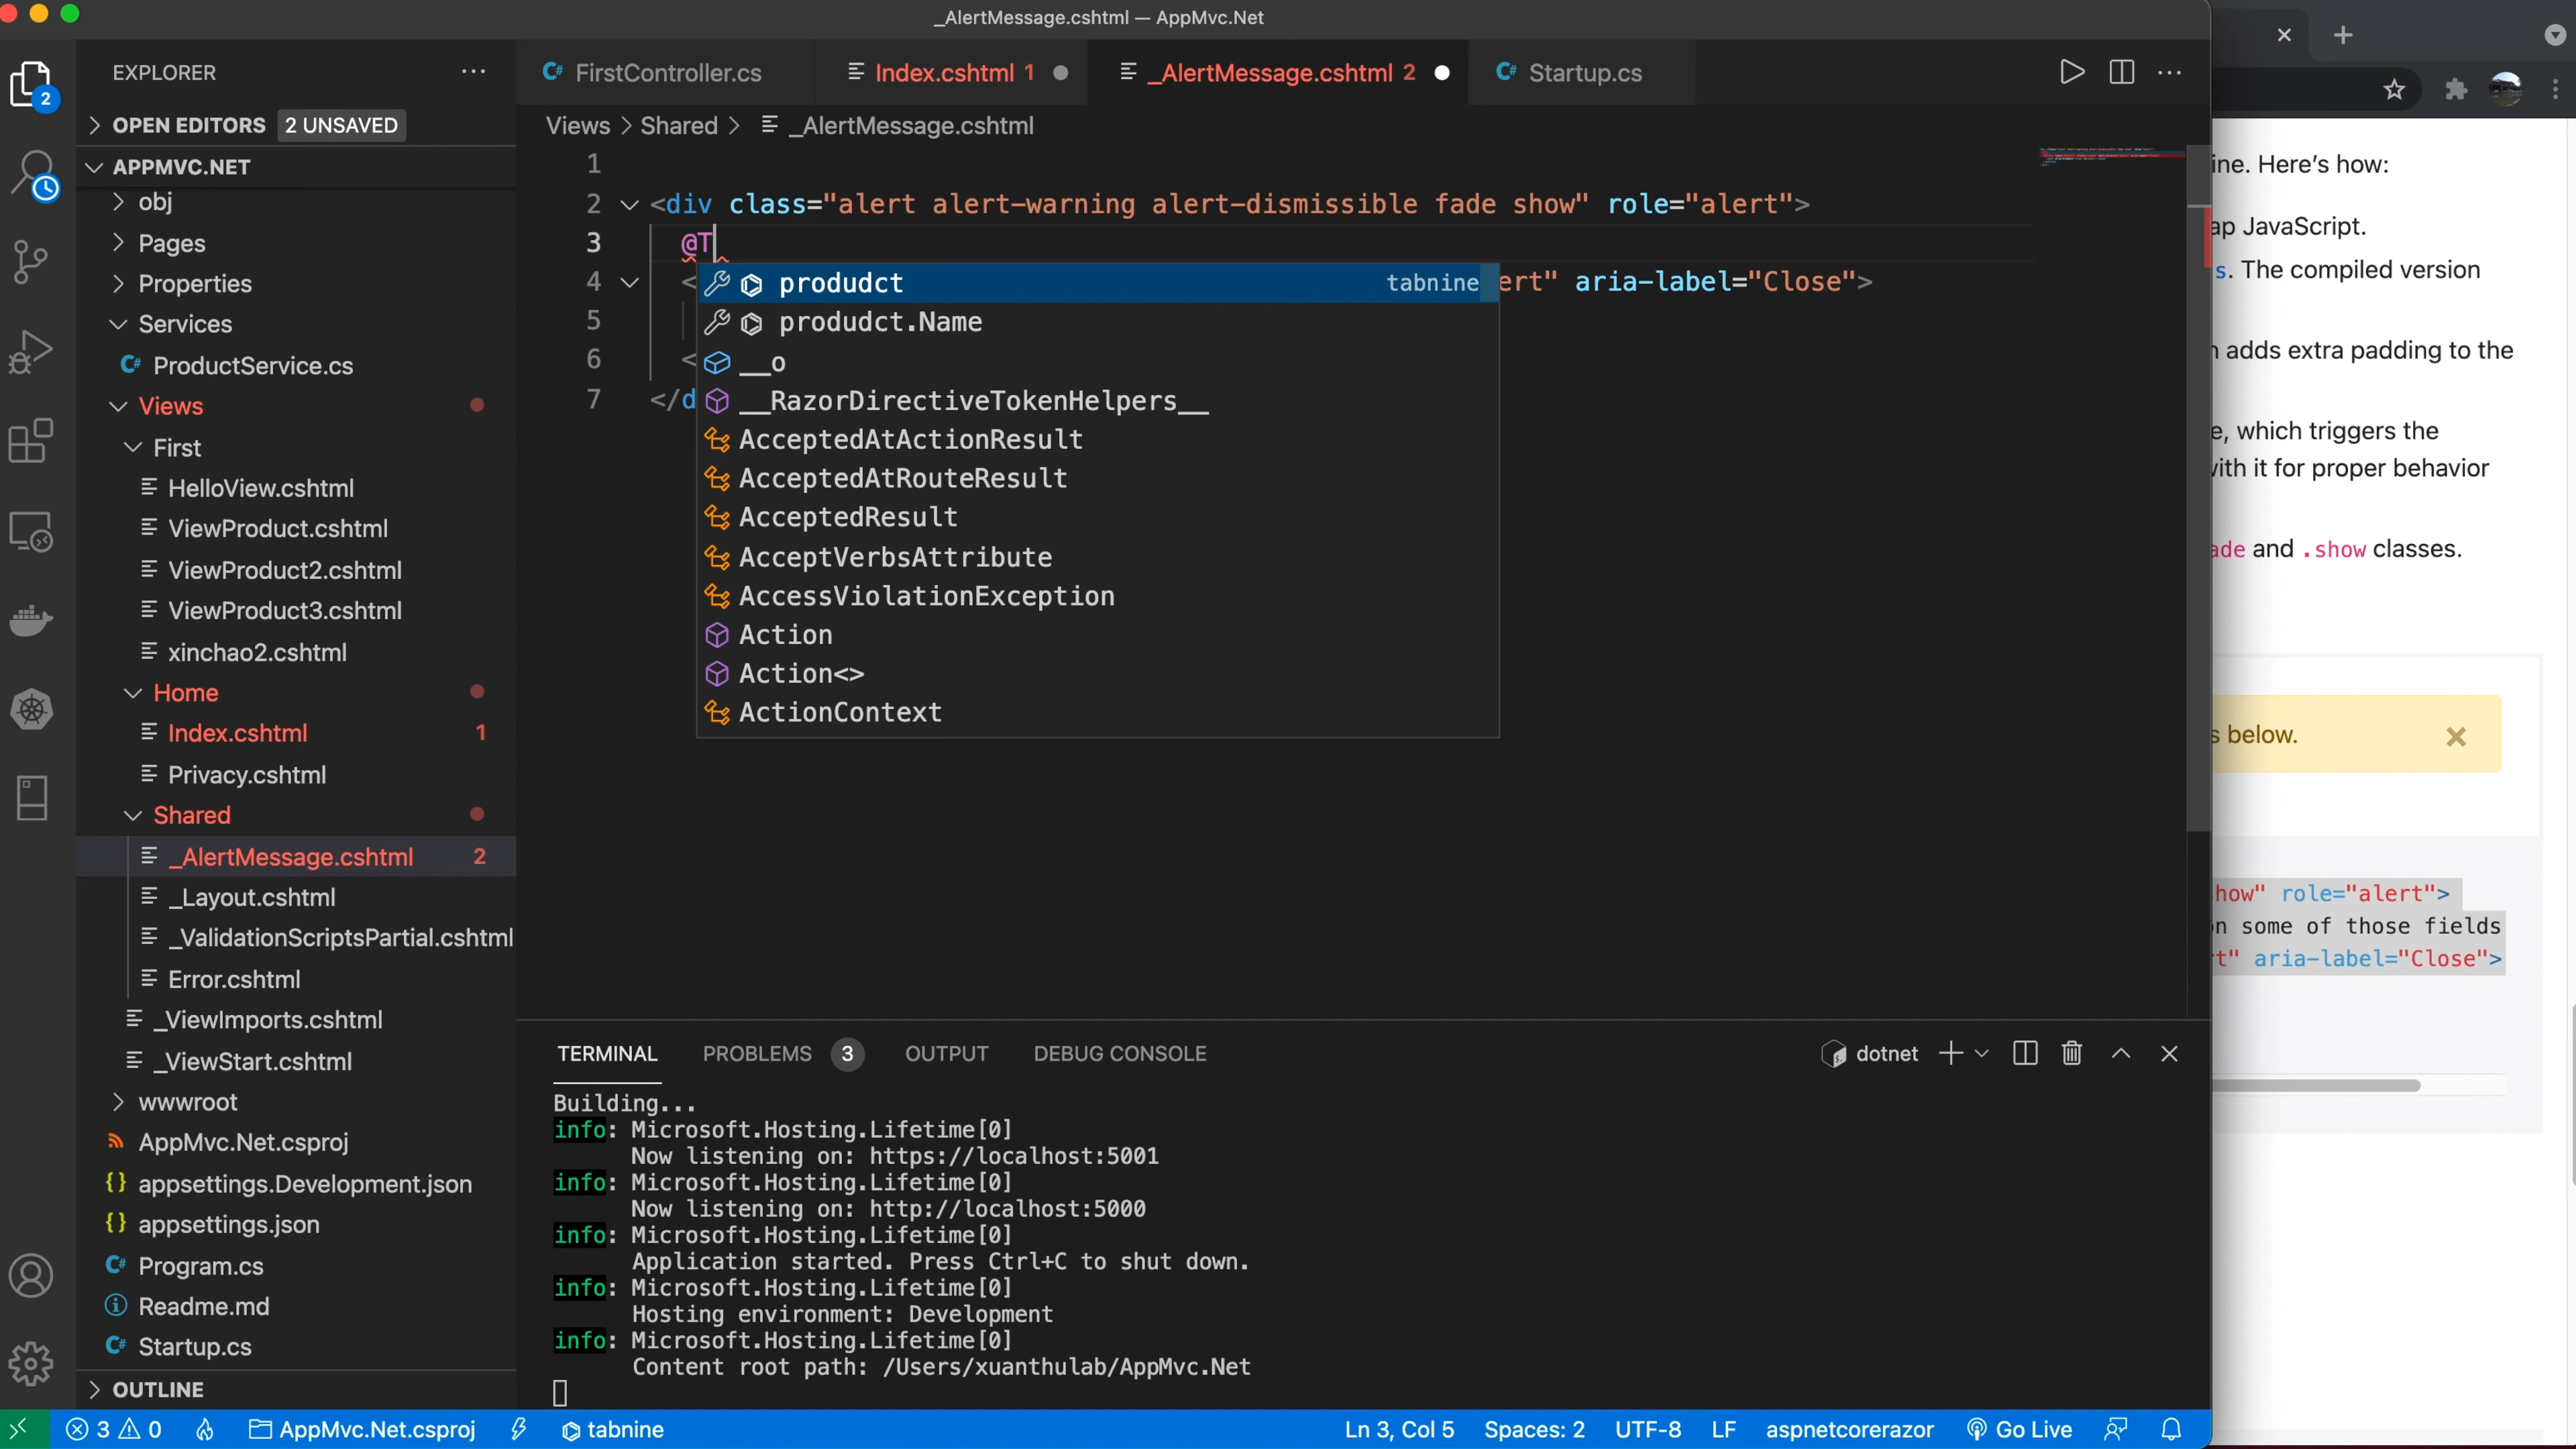 _AlertMessage.cshtml — AppMvc.Net
EXPLORER
OPEN EDITORS 2 UNSAVED
APPMVC.NET
obj
Pages
Properties
Services
ProductService.cs
Views
First
HelloView.cshtml
ViewProduct.cshtml
ViewProduct2.cshtml
ViewProduct3.cshtml
xinchao2.cshtml
Home
Index.cshtml 1
Privacy.cshtml
Shared
_AlertMessage.cshtml 2
_Layout.cshtml
_ValidationScriptsPartial.cshtml
Error.cshtml
_ViewImports.cshtml
_ViewStart.cshtml
wwwroot
AppMvc.Net.csproj
appsettings.Development.json
appsettings.json
Program.cs
Readme.md
Startup.cs
OUTLINE
2
FirstController.cs
Index.cshtml 1
_AlertMessage.cshtml 2
Startup.cs
Views > Shared > _AlertMessage.cshtml
1
2 <div class="alert alert-warning alert-dismissible fade show" role="alert">
3 @T
4 < ert" aria-label="Close">
5
6 <
7 </d
produdct tabnine
produdct.Name
__o
__RazorDirectiveTokenHelpers__
AcceptedAtActionResult
AcceptedAtRouteResult
AcceptedResult
AcceptVerbsAttribute
AccessViolationException
Action
Action<>
ActionContext
TERMINAL PROBLEMS 3 OUTPUT DEBUG CONSOLE
dotnet
Building...
info: Microsoft.Hosting.Lifetime[0]
Now listening on: https://localhost:5001
info: Microsoft.Hosting.Lifetime[0]
Now listening on: http://localhost:5000
info: Microsoft.Hosting.Lifetime[0]
Application started. Press Ctrl+C to shut down.
info: Microsoft.Hosting.Lifetime[0]
Hosting environment: Development
info: Microsoft.Hosting.Lifetime[0]
Content root path: /Users/xuanthulab/AppMvc.Net
3 0 AppMvc.Net.csproj tabnine
Ln 3, Col 5 Spaces: 2 UTF-8 LF aspnetcorerazor Go Live
ine. Here's how:
ap JavaScript.
s. The compiled version
adds extra padding to the
e, which triggers the
with it for proper behavior
ade and .show classes.
s below.
how" role="alert">
on some of those fields
rt" aria-label="Close">